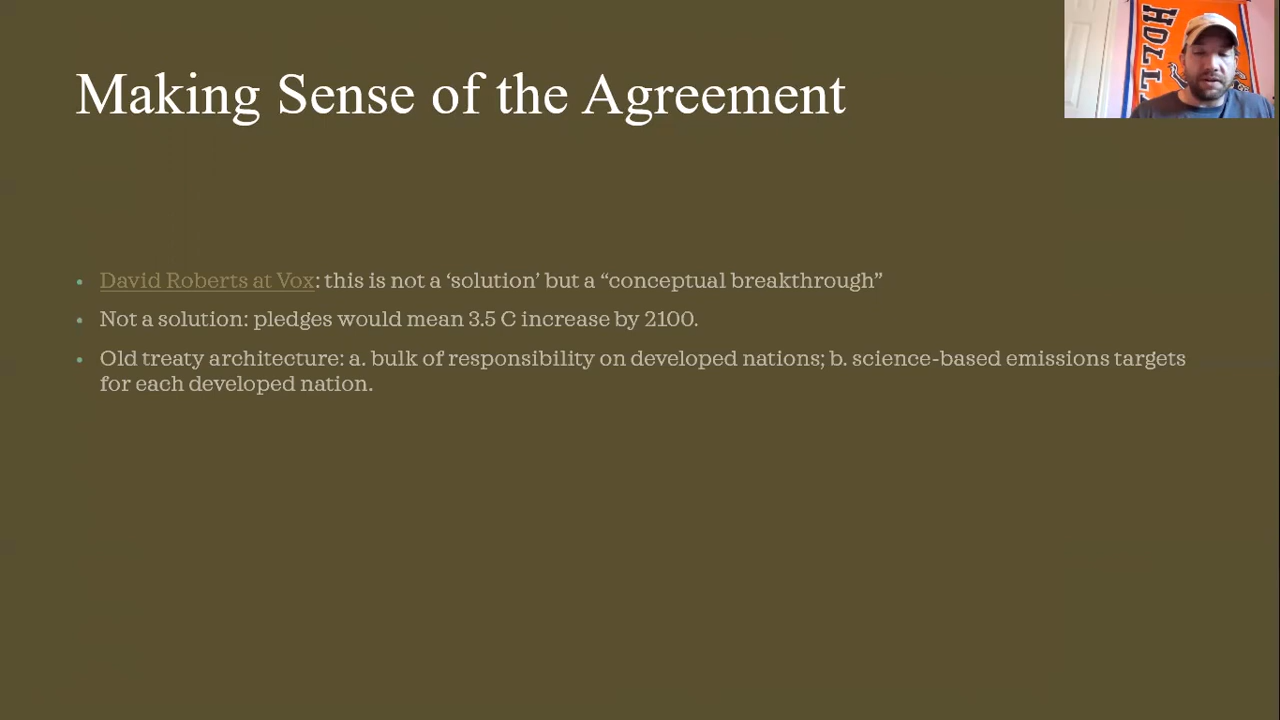 Making Sense of the Agreement
HOLL
• David Roberts at Vox: this is not a ‘solution’ but a “conceptual breakthrough”
• Not a solution: pledges would mean 3.5 C increase by 2100.
• Old treaty architecture: a. bulk of responsibility on developed nations; b. science-based emissions targets
for each developed nation.